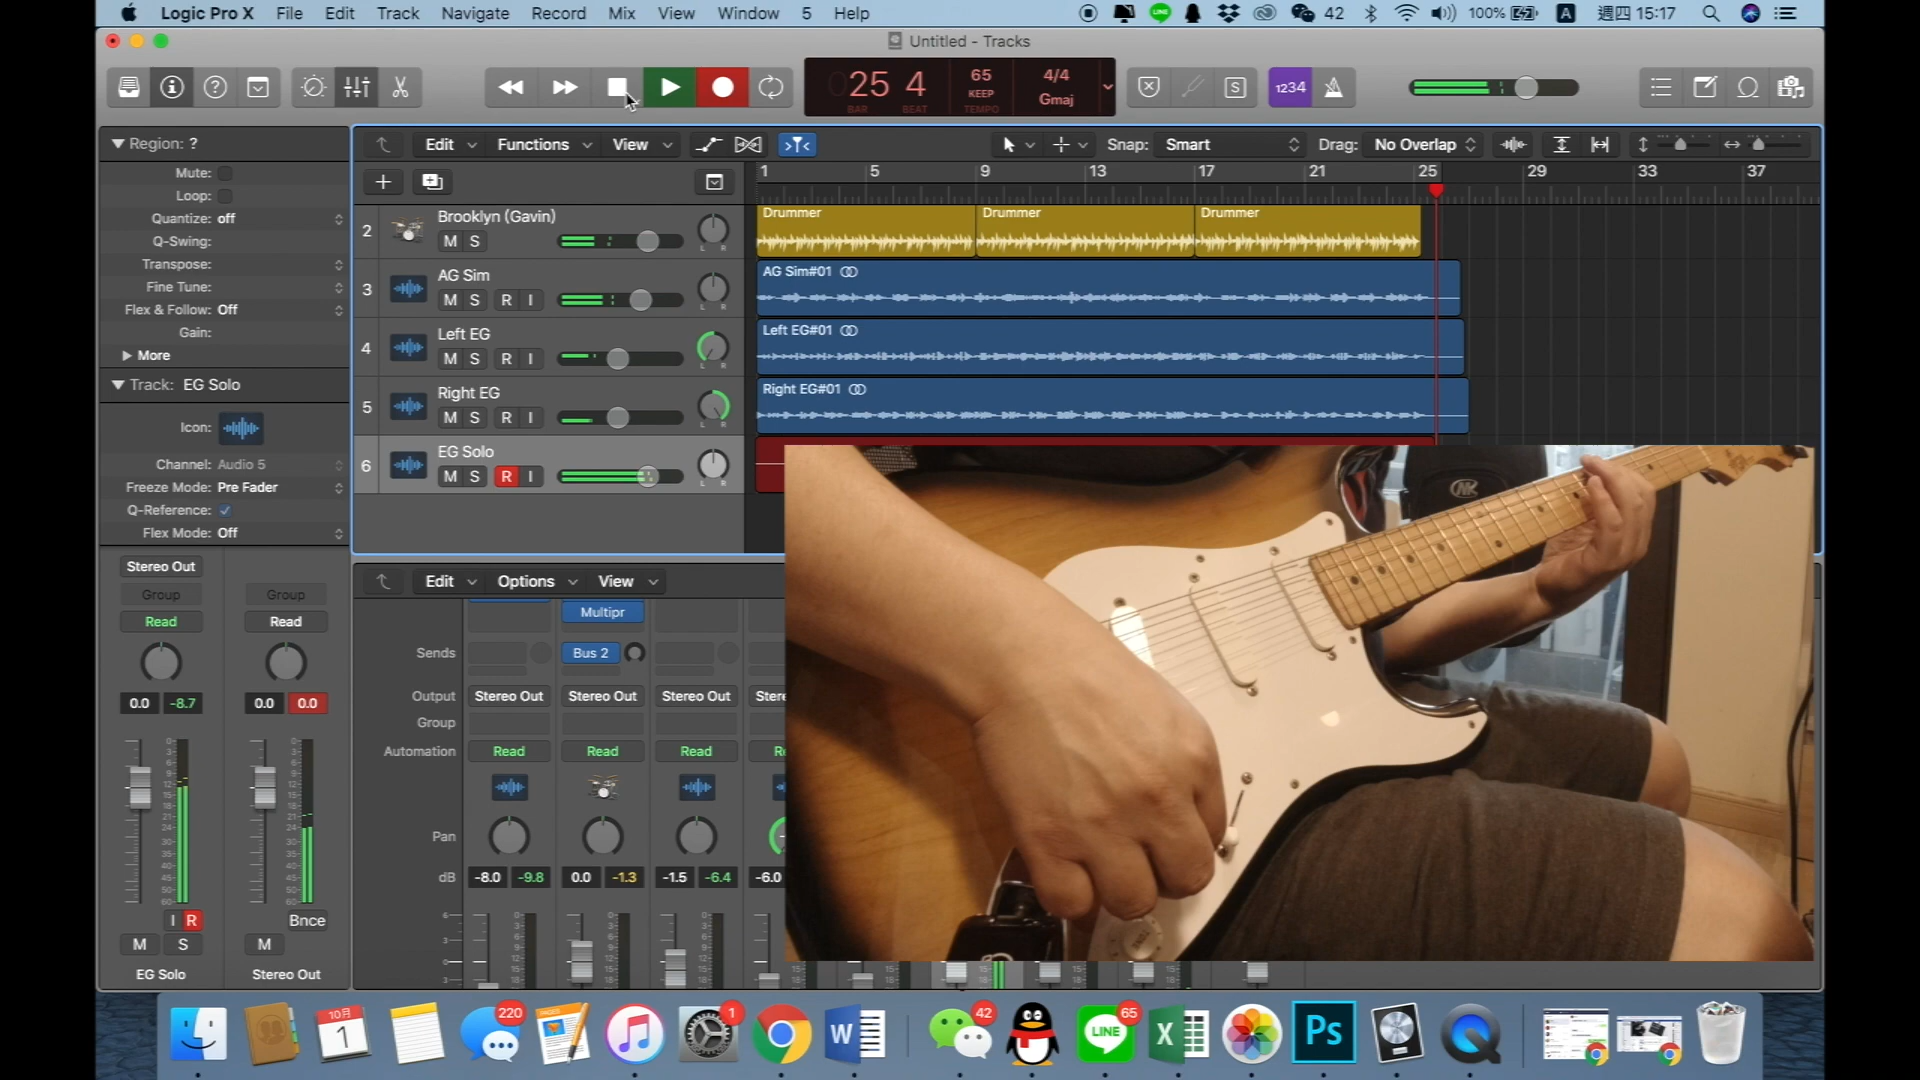 Logic Pro X File Edit Track Navigate Record Mix View Window 5 Help 42 100% A 週四 15:17
Untitled - Tracks
25 4 65 4/4
KEEP Gmaj
BAR BEAT TEMPO
S 1234
Region: ? Edit Functions View Snap: Smart Drag: No Overlap
Mute:
Loop:
Quantize: off
Q-Swing:
Transpose:
Fine Tune:
Flex & Follow: Off
Gain:
More
Track: EG Solo
Icon:
Channel: Audio 5
Freeze Mode: Pre Fader
Q-Reference:
Flex Mode: Off
1 5 9 13 17 21 25 29 33 37
2 Brooklyn (Gavin) Drummer Drummer Drummer
M S L R
3 AG Sim AG Sim#01
M S R I L R
4 Left EG Left EG#01
M S R I L R
5 Right EG Right EG#01
M S R I L R
6 EG Solo
M S R I L R
Stereo Out
Group Group
Read Read
0.0 -8.7 0.0 0.0
I R Bnce
M S M
EG Solo Stereo Out
Edit Options View
Multipr
Sends Bus 2
Output Stereo Out Stereo Out Stereo Out
Group
Automation Read Read Read
Pan
dB -8.0 -9.8 0.0 -1.3 -1.5 -6.4 -6.0
10月
1
220
PAGES
1
W
42
LINE
65
X
Ps